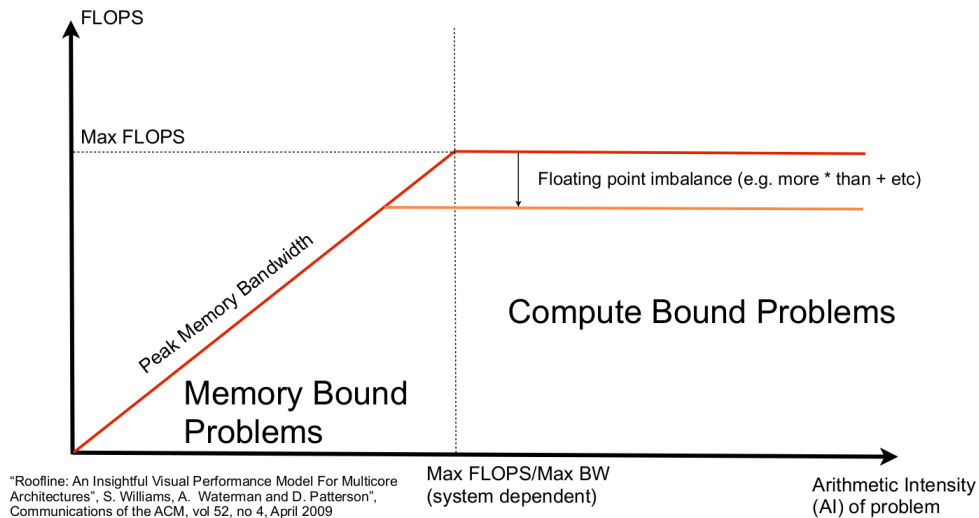 FLOPS
Max FLOPS
Floating point imbalance (e.g. more * than + etc)
Peak Memory Bandwidth
Compute Bound Problems
Memory Bound
Problems
Max FLOPS/Max BW
(system dependent)
Arithmetic Intensity
(AI) of problem
"Roofline: An Insightful Visual Performance Model For Multicore
Architectures", S. Williams, A. Waterman and D. Patterson",
Communications of the ACM, vol 52, no 4, April 2009